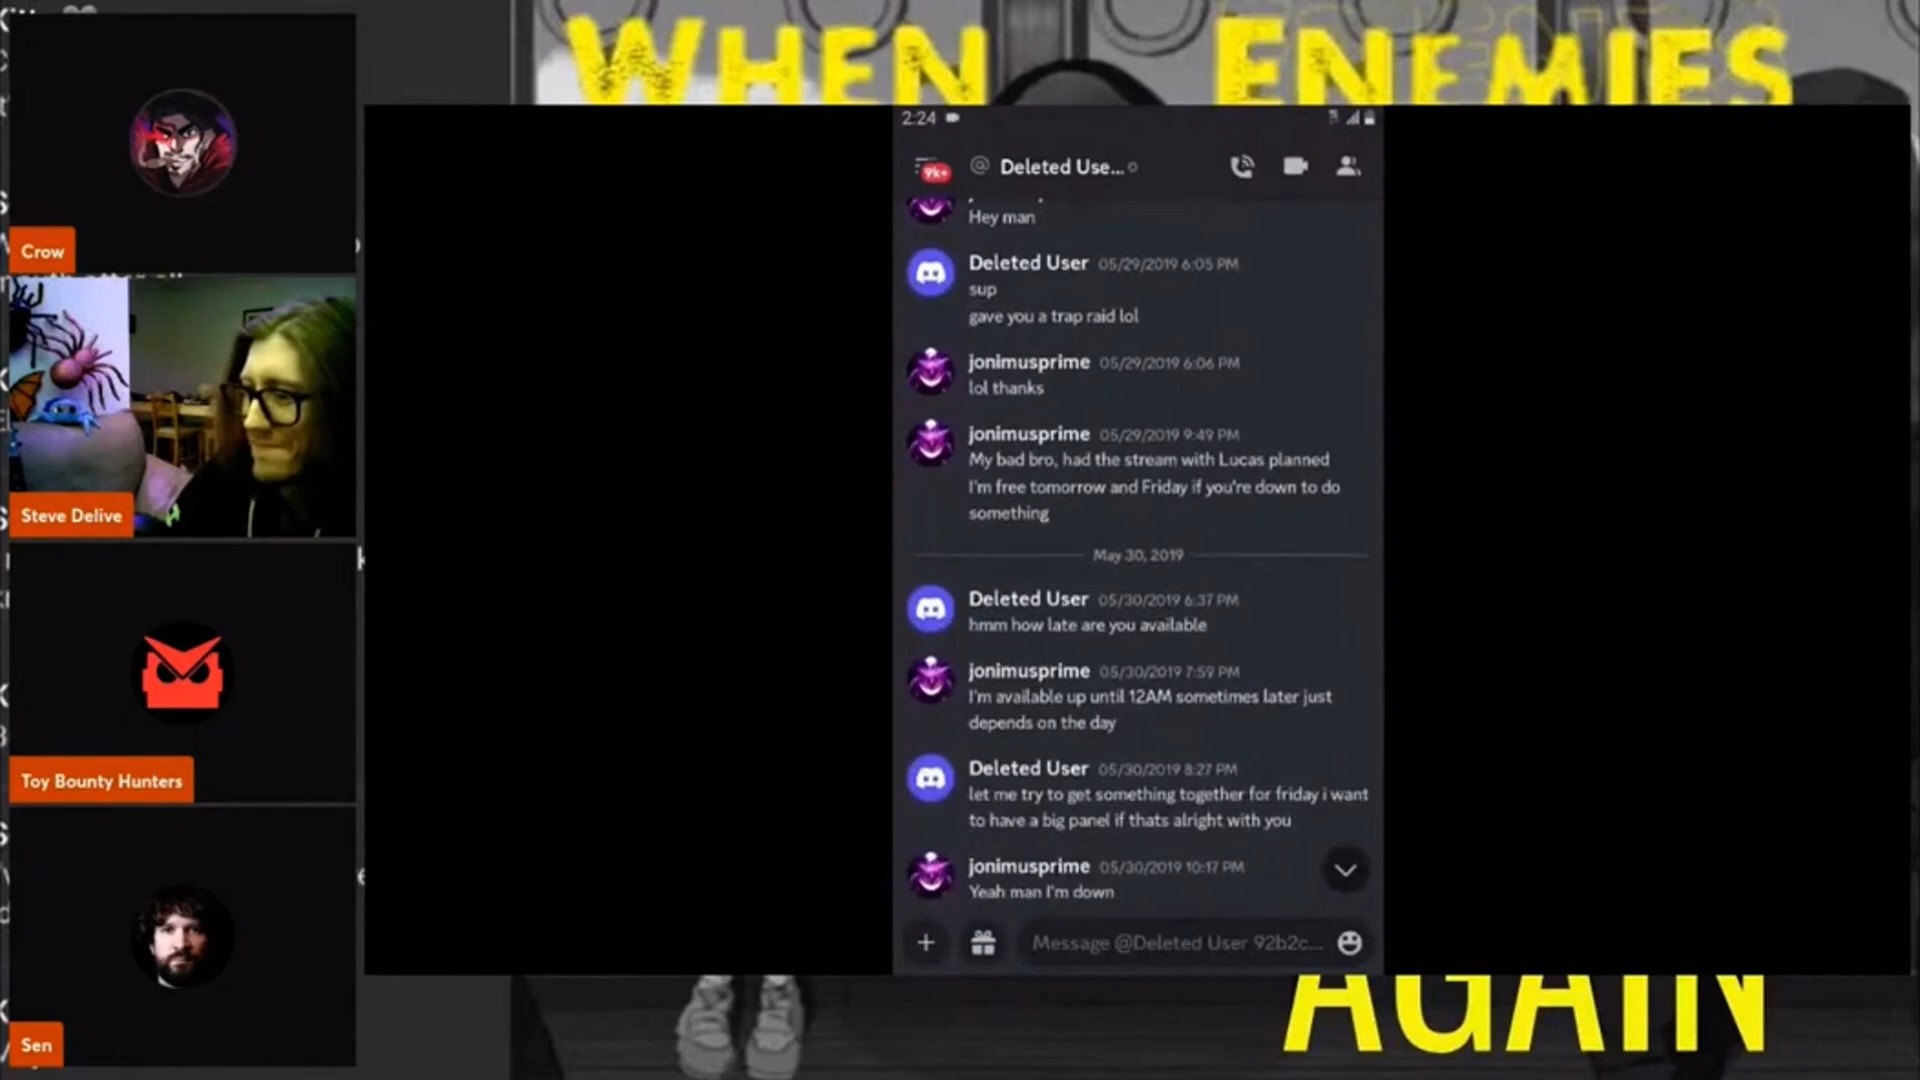 WHEN ENEMIES
2:24
9k+
@ Deleted Use...
Hey man
Deleted User 05/29/2019 6:05 PM
sup
gave you a trap raid lol
jonimusprime 05/29/2019 6:06 PM
lol thanks
jonimusprime 05/29/2019 9:49 PM
My bad bro, had the stream with Lucas planned
I'm free tomorrow and Friday if you're down to do
something
May 30, 2019
Deleted User 05/30/2019 6:37 PM
hmm how late are you available
jonimusprime 05/30/2019 7:59 PM
I'm available up until 12AM sometimes later just
depends on the day
Deleted User 05/30/2019 8:27 PM
let me try to get something together for friday i want
to have a big panel if thats alright with you
jonimusprime 05/30/2019 10:17 PM
Yeah man I'm down
Message @Deleted User 92b2c...
AGAIN
Crow
Steve Delive
Toy Bounty Hunters
Sen